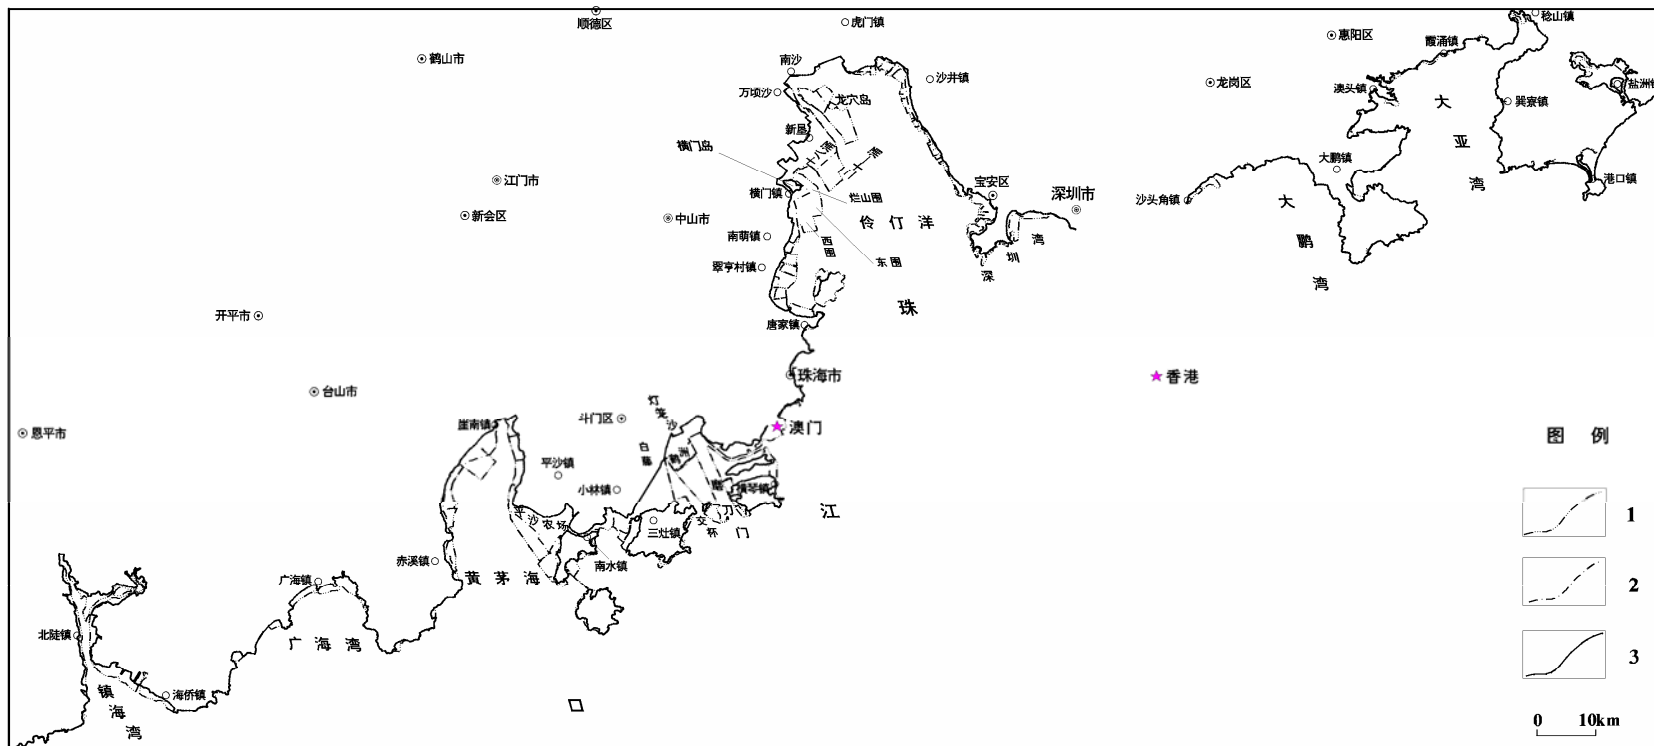 顺德区
虎门镇
稔山镇
惠阳区
霞涌镇
鹤山市
南沙
沙井镇
龙岗区
澳头镇
盐洲镇
万顷沙
龙穴岛
大亚湾
巽寮镇
新垦
横门岛
十八涌
大鹏镇
江门市
横门镇
宝安区
深圳市
沙头角镇
港口镇
烂山围
新会区
中山市
伶仃洋
大鹏湾
南萌镇
西围
东围
深圳湾
翠亨村镇
珠
开平市
唐家镇
珠海市
香港
台山市
斗门区
灯笼沙
崖南镇
澳门
恩平市
白藤
鹤洲
图 例
平沙镇
小林镇
横琴镇
江
1
平沙农场
三灶镇
交杯
刀门
赤溪镇
南水镇
黄茅海
广海镇
2
北陡镇
广海湾
3
海侨镇
镇海湾
0 10km